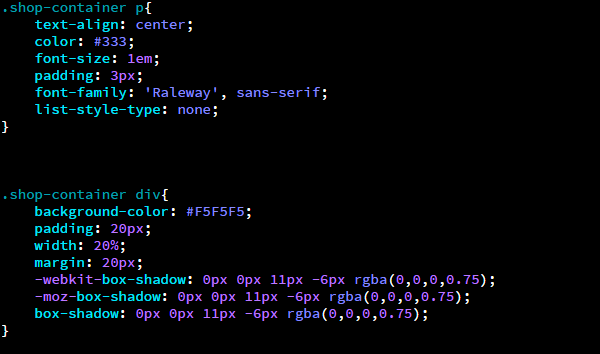 .shop-container p{
    text-align: center;
    color: #333;
    font-size: 1em;
    padding: 3px;
    font-family: 'Raleway', sans-serif;
    list-style-type: none;
}
.shop-container div{
    background-color: #F5F5F5;
    padding: 20px;
    width: 20%;
    margin: 20px;
    -webkit-box-shadow: 0px 0px 11px -6px rgba(0,0,0,0.75);
    -moz-box-shadow: 0px 0px 11px -6px rgba(0,0,0,0.75);
    box-shadow: 0px 0px 11px -6px rgba(0,0,0,0.75);
}